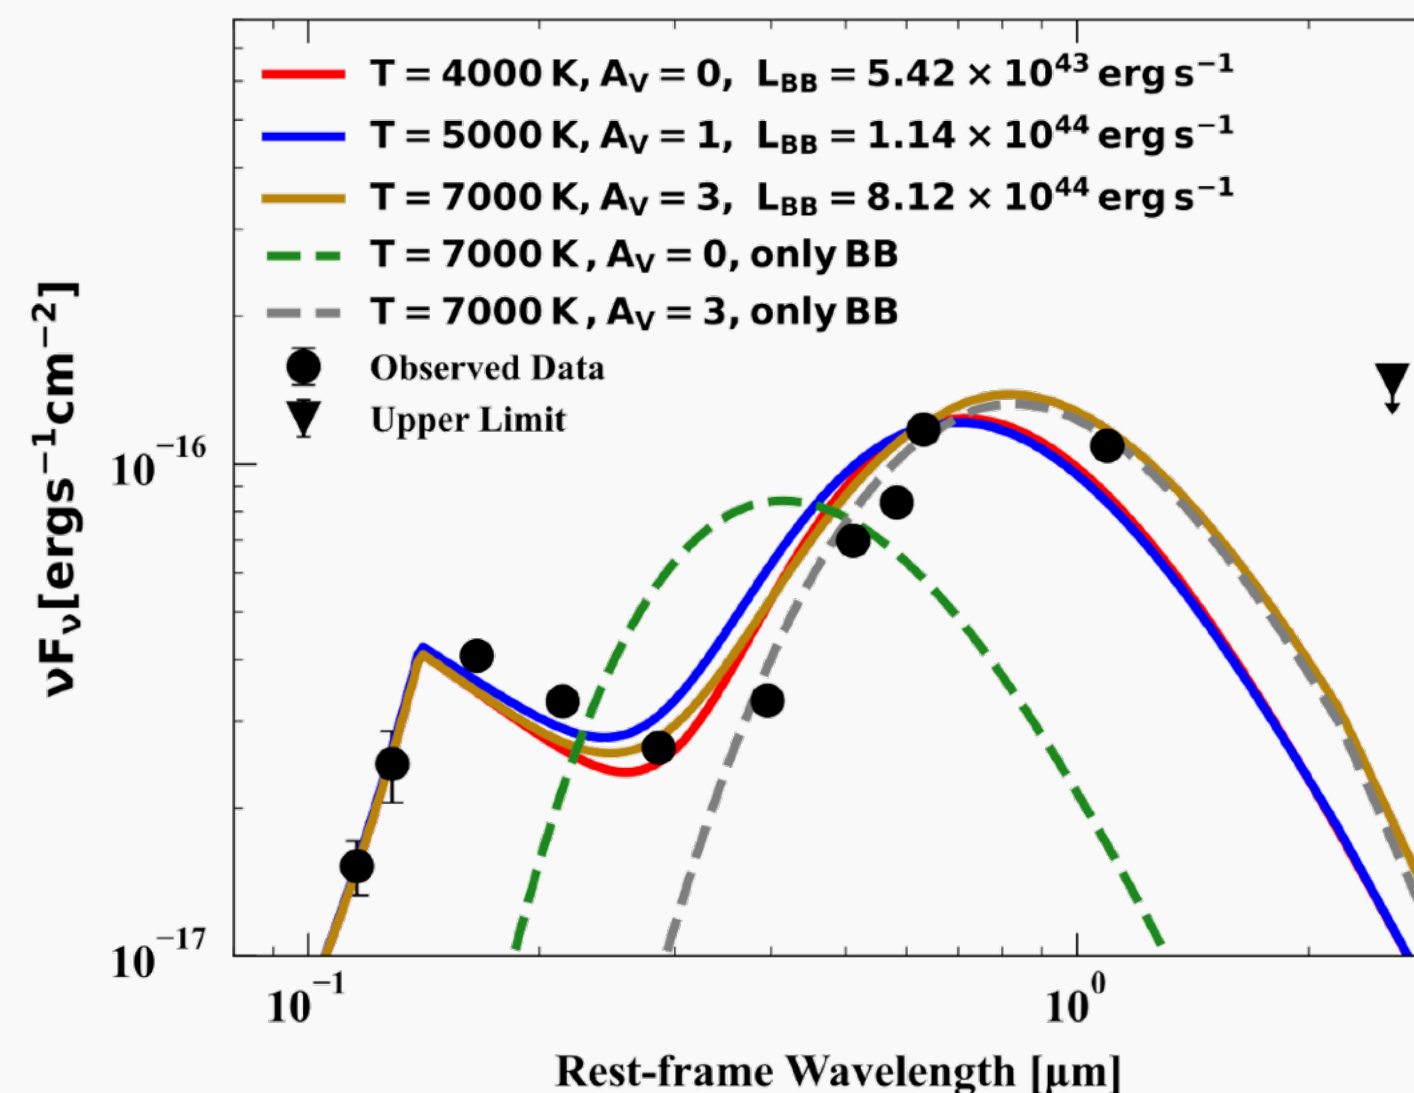 T = 4000 K, A_V = 0, L_BB = 5.42 × 10^43 erg s^−1
T = 5000 K, A_V = 1, L_BB = 1.14 × 10^44 erg s^−1
T = 7000 K, A_V = 3, L_BB = 8.12 × 10^44 erg s^−1
T = 7000 K , A_V = 0, only BB
T = 7000 K , A_V = 3, only BB
Observed Data
Upper Limit
νF_ν[ergs^−1cm^−2]
10^−16
10^−17
10^−1
10^0
Rest-frame Wavelength [μm]